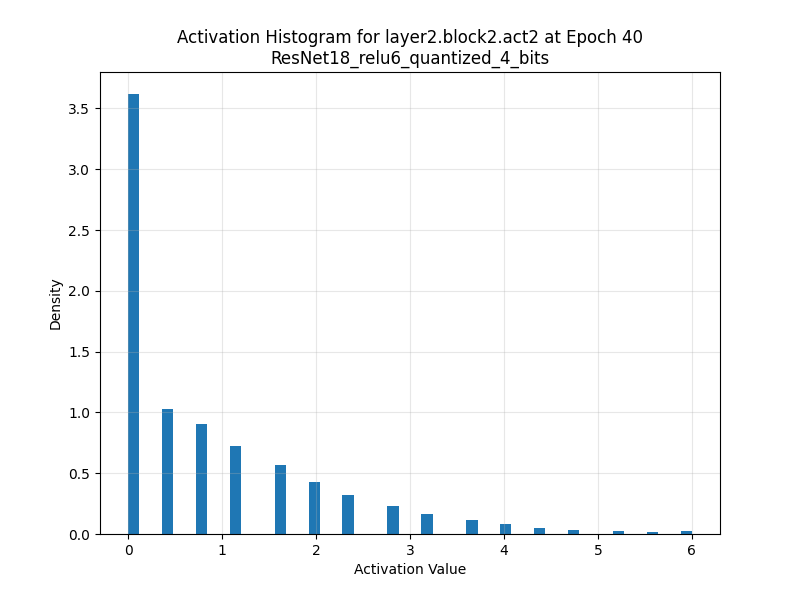 Activation Histogram for layer2.block2.act2 at Epoch 40
ResNet18_relu6_quantized_4_bits
Density
3.5
3.0
2.5
2.0
1.5
1.0
0.5
0.0
0 1 2 3 4 5 6
Activation Value